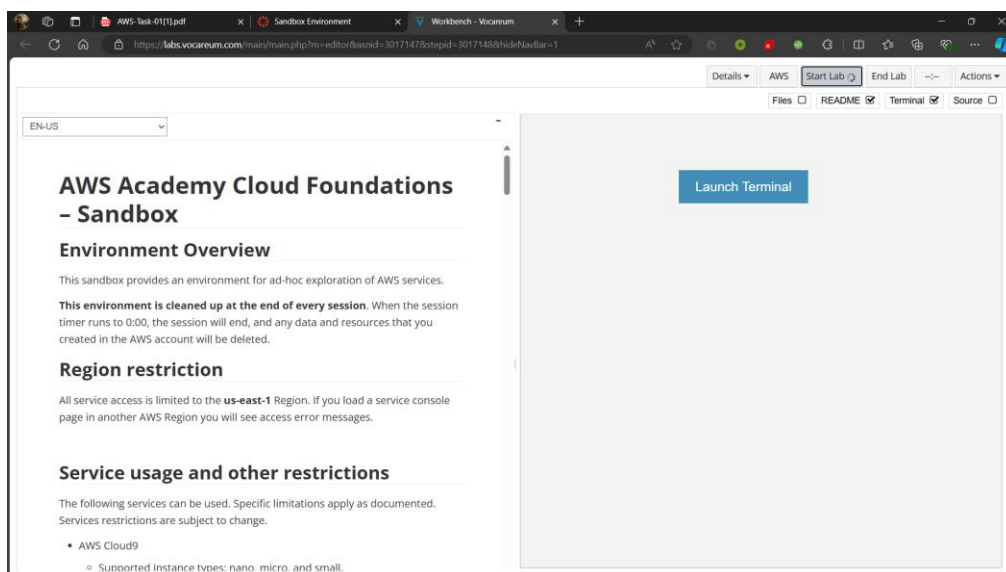 AWS-Task-01[1].pdf
Sandbox Environment
Workbench - Vocareum
https://labs.vocareum.com/main/main.php?m=editor&asnid=3017147&stepid=3017148&hideNavBar=1
Details
AWS
Start Lab
End Lab
--:--
Actions
Files
README
Terminal
Source
EN-US
Launch Terminal
AWS Academy Cloud Foundations
– Sandbox
Environment Overview
This sandbox provides an environment for ad-hoc exploration of AWS services.
This environment is cleaned up at the end of every session. When the session
timer runs to 0:00, the session will end, and any data and resources that you
created in the AWS account will be deleted.
Region restriction
All service access is limited to the us-east-1 Region. If you load a service console
page in another AWS Region you will see access error messages.
Service usage and other restrictions
The following services can be used. Specific limitations apply as documented.
Services restrictions are subject to change.
• AWS Cloud9
◦ Supported Instance types: nano, micro, and small.